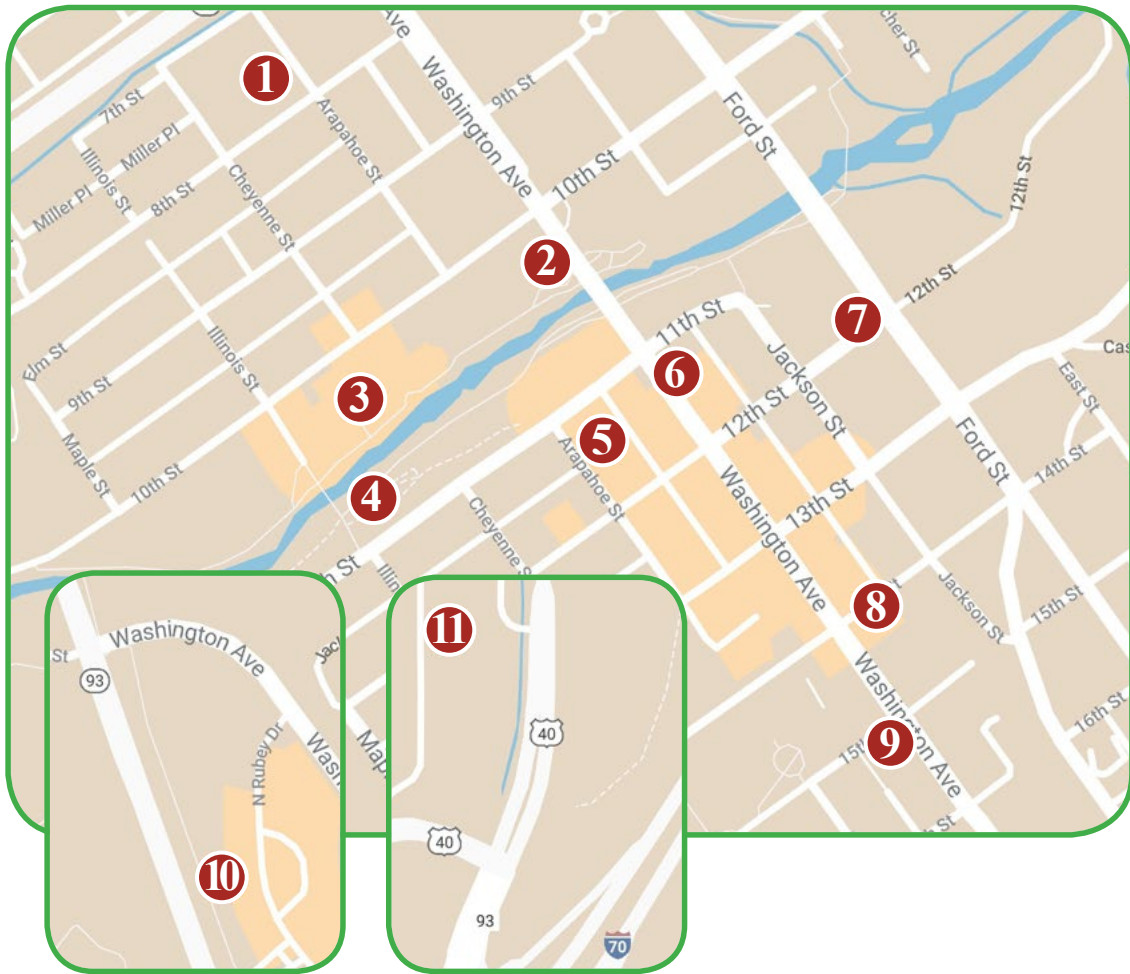 Ave
cher St
1
7th St
Washington Ave
9th St
Arapahoe St
Ford St
Miller Pl
Illinois St
Miller Pl
8th St
Cheyenne St
10th St
12th St
2
12th St
7
11th St
Illinois St
Elm St
9th St
3
6
Jackson St
Cas
East St
12th St
5
Maple St
10th St
4
Arapahoe St
Ford St
14th St
Cheyenne S
Washington Ave
13th St
h St
Illin
8
Jackson St
15th St
Washington Ave
15th
9
16th St
St
Jack
Map
Washington Ave
St
93
N Rubey Dr
Wash
10
11
40
40
93
70